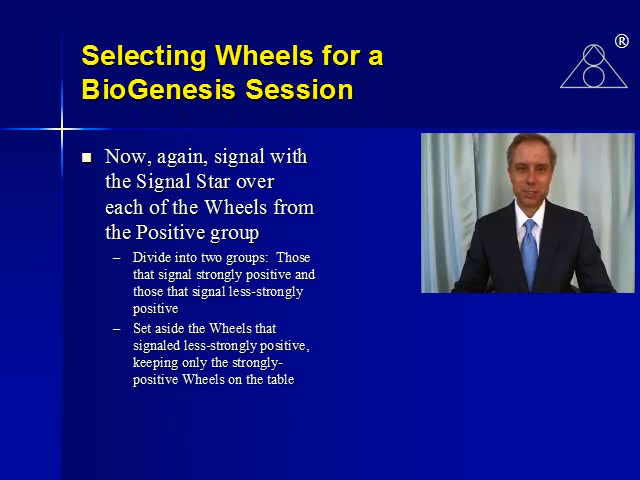 ®
Selecting Wheels for a
BioGenesis Session
Now, again, signal with
the Signal Star over
each of the Wheels from
the Positive group
– Divide into two groups:  Those
that signal strongly positive and
those that signal less-strongly
positive
– Set aside the Wheels that
signaled less-strongly positive,
keeping only the strongly-
positive Wheels on the table